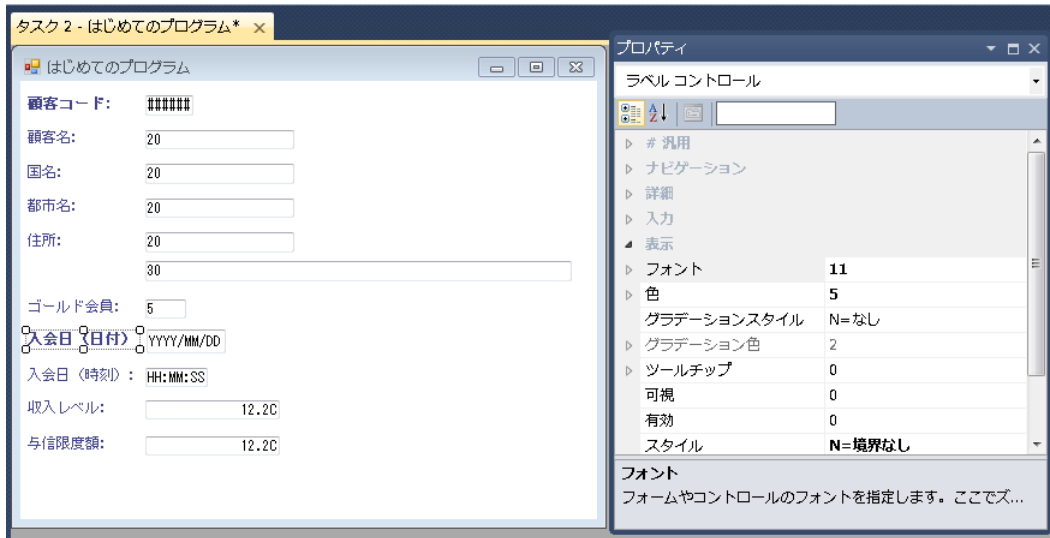 タスク 2 - はじめてのプログラム*
はじめてのプログラム
顧客コード: ######
顧客名: 20
国名: 20
都市名: 20
住所: 20
30
ゴールド会員: 5
入会日（日付） YYYY/MM/DD
入会日（時刻）: HH:MM:SS
収入レベル: 12.2C
与信限度額: 12.2C
プロパティ
ラベル コントロール
# 汎用
ナビゲーション
詳細
入力
表示
フォント 11
色 5
グラデーションスタイル N=なし
グラデーション色 2
ツールチップ 0
可視 0
有効 0
スタイル N=境界なし
フォント
フォームやコントロールのフォントを指定します。ここでズ...